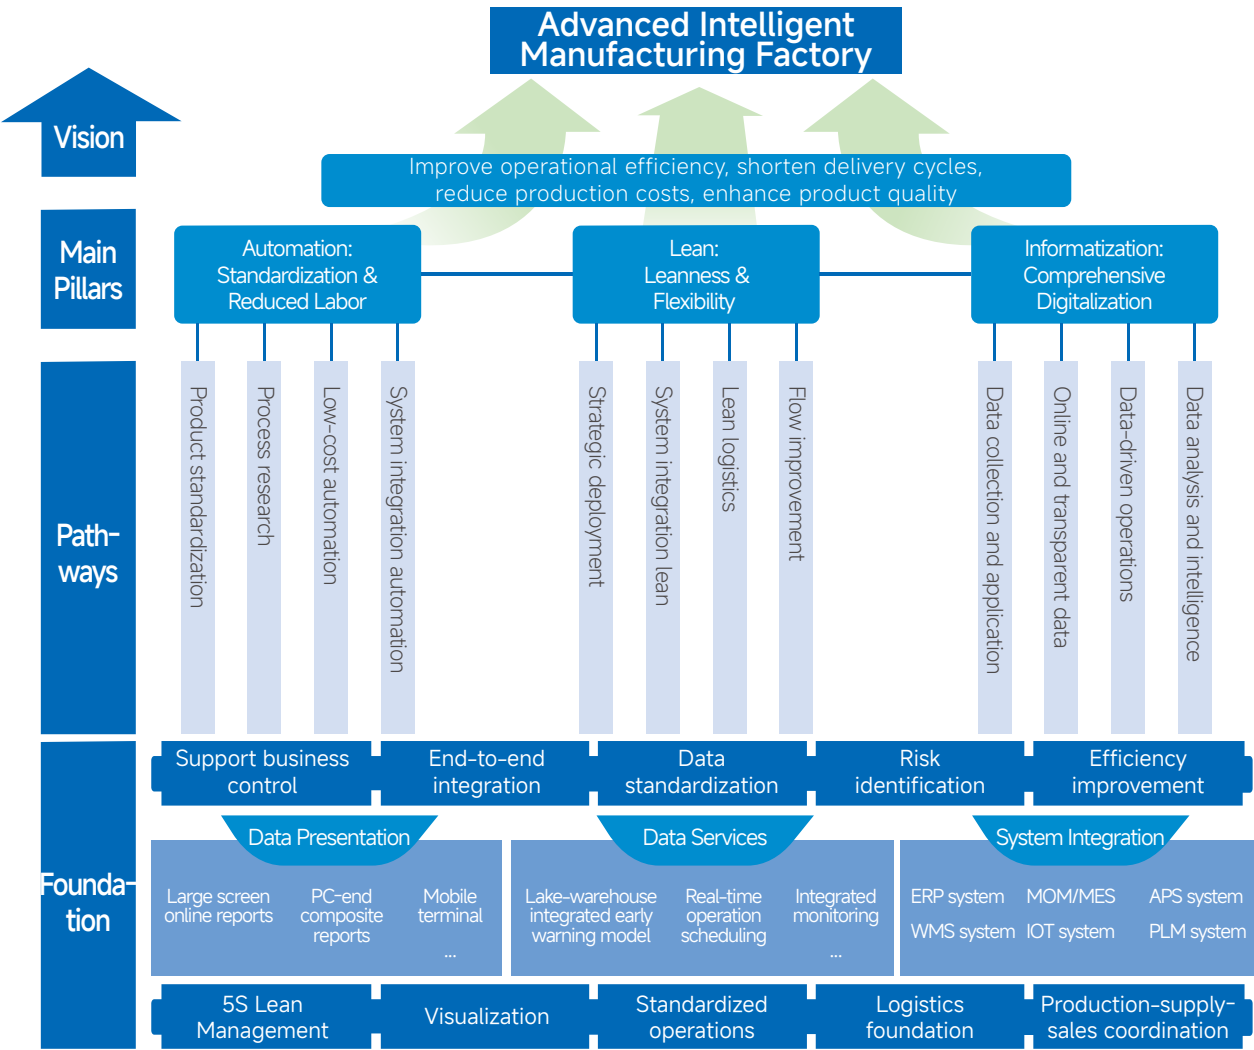 Advanced Intelligent
Manufacturing Factory
Vision
Improve operational efficiency, shorten delivery cycles,
reduce production costs, enhance product quality
Main
Pillars
Automation:
Standardization &
Reduced Labor
Lean:
Leanness &
Flexibility
Informatization:
Comprehensive
Digitalization
Path-
ways
Product standardization
Process research
Low-cost automation
System integration automation
Strategic deployment
System integration lean
Lean logistics
Flow improvement
Data collection and application
Online and transparent data
Data-driven operations
Data analysis and intelligence
Founda-
tion
Support business
control
End-to-end
integration
Data
standardization
Risk
identification
Efficiency
improvement
Data Presentation
Large screen
online reports
PC-end
composite
reports
Mobile
terminal
...
Data Services
Lake-warehouse
integrated early
warning model
Real-time
operation
scheduling
Integrated
monitoring
...
System Integration
ERP system
MOM/MES
APS system
WMS system
IOT system
PLM system
5S Lean
Management
Visualization
Standardized
operations
Logistics
foundation
Production-supply-
sales coordination